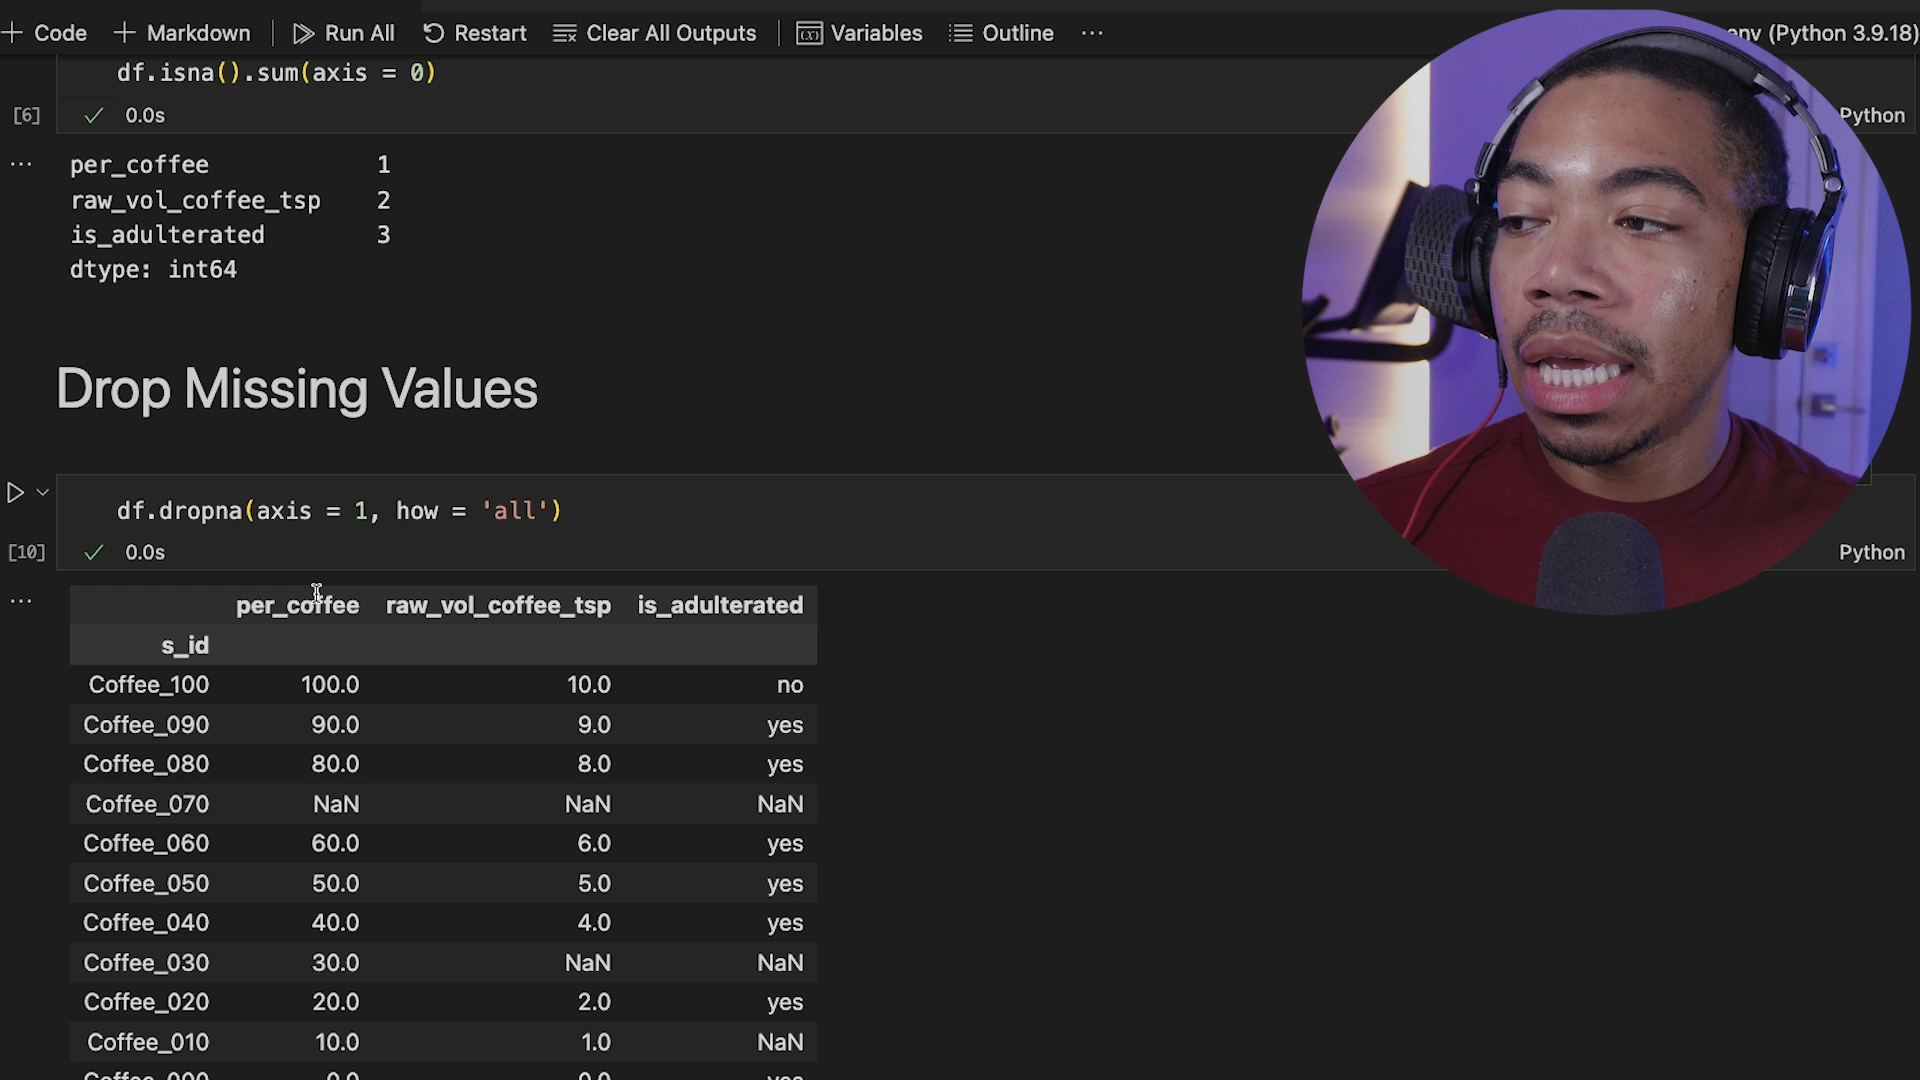 Code Markdown Run All Restart Clear All Outputs Variables Outline ... env (Python 3.9.18)
df.isna().sum(axis = 0)
[6] 0.0s Python
per_coffee 1
raw_vol_coffee_tsp 2
is_adulterated 3
dtype: int64
Drop Missing Values
df.dropna(axis = 1, how = 'all')
[10] 0.0s Python
per_coffee raw_vol_coffee_tsp is_adulterated
s_id
Coffee_100 100.0 10.0 no
Coffee_090 90.0 9.0 yes
Coffee_080 80.0 8.0 yes
Coffee_070 NaN NaN NaN
Coffee_060 60.0 6.0 yes
Coffee_050 50.0 5.0 yes
Coffee_040 40.0 4.0 yes
Coffee_030 30.0 NaN NaN
Coffee_020 20.0 2.0 yes
Coffee_010 10.0 1.0 NaN